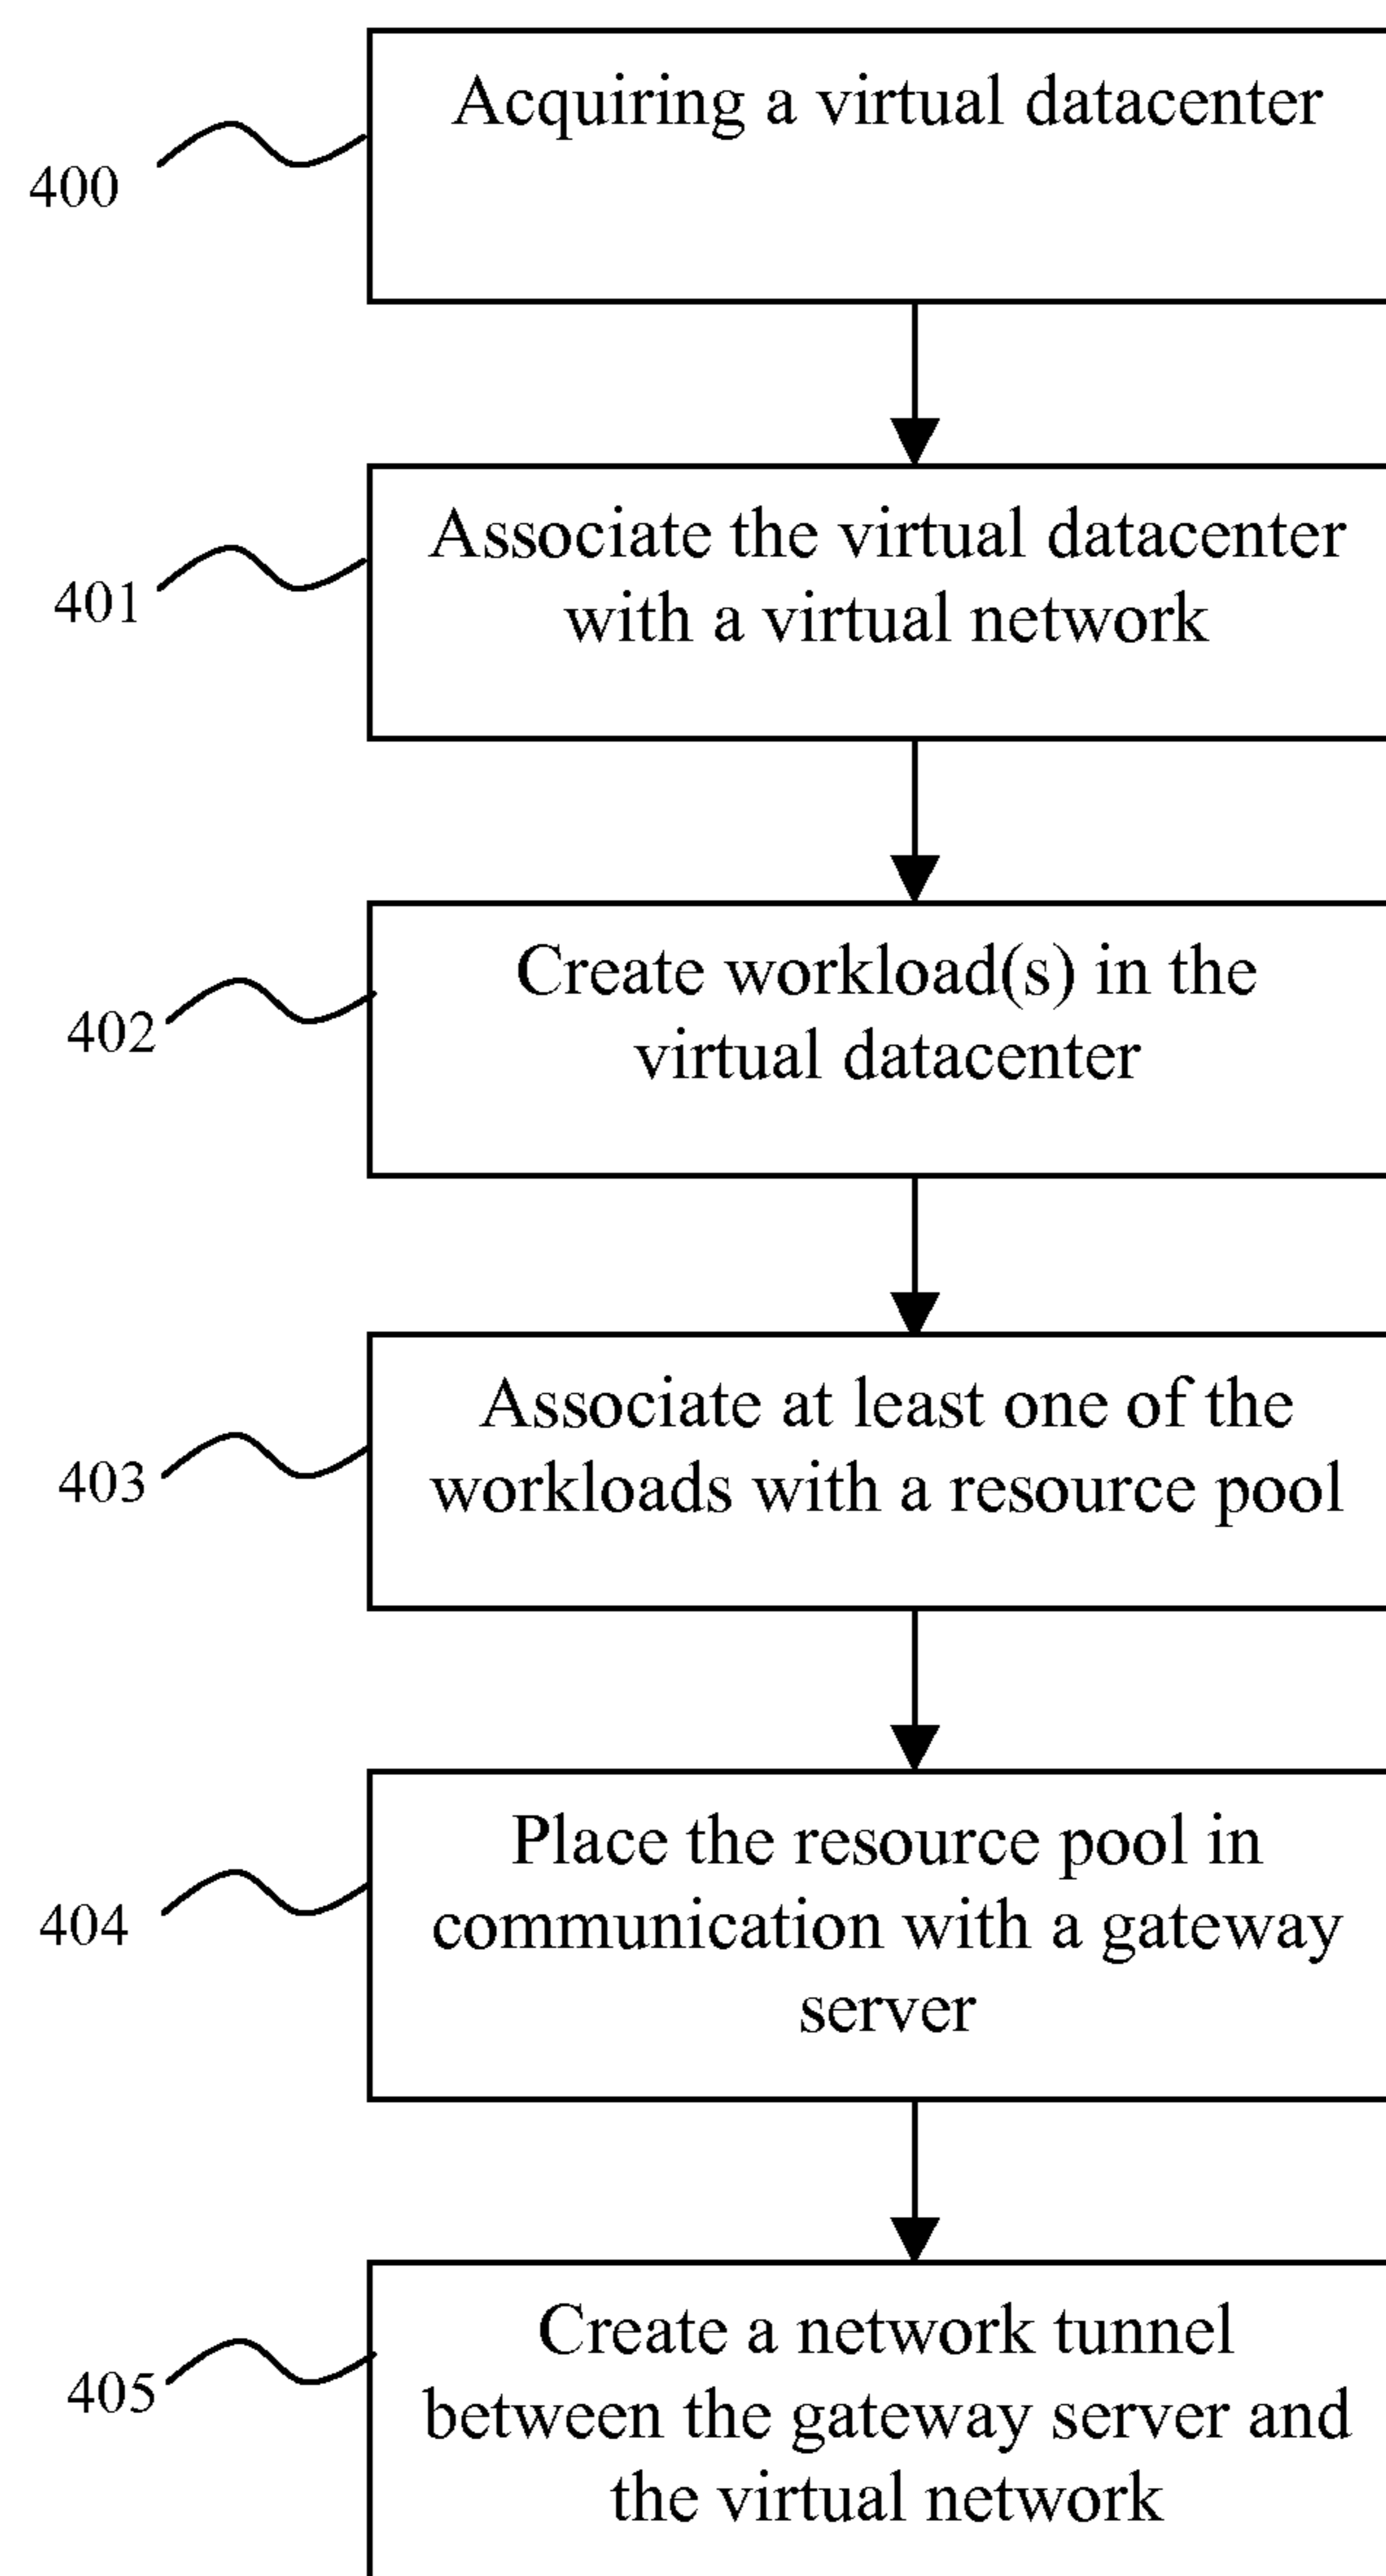 Acquiring a virtual datacenter
400
Associate the virtual datacenter
with a virtual network
401
Create workload(s) in the
virtual datacenter
402
Associate at least one of the
workloads with a resource pool
403
Place the resource pool in
communication with a gateway
server
404
Create a network tunnel
between the gateway server and
the virtual network
405